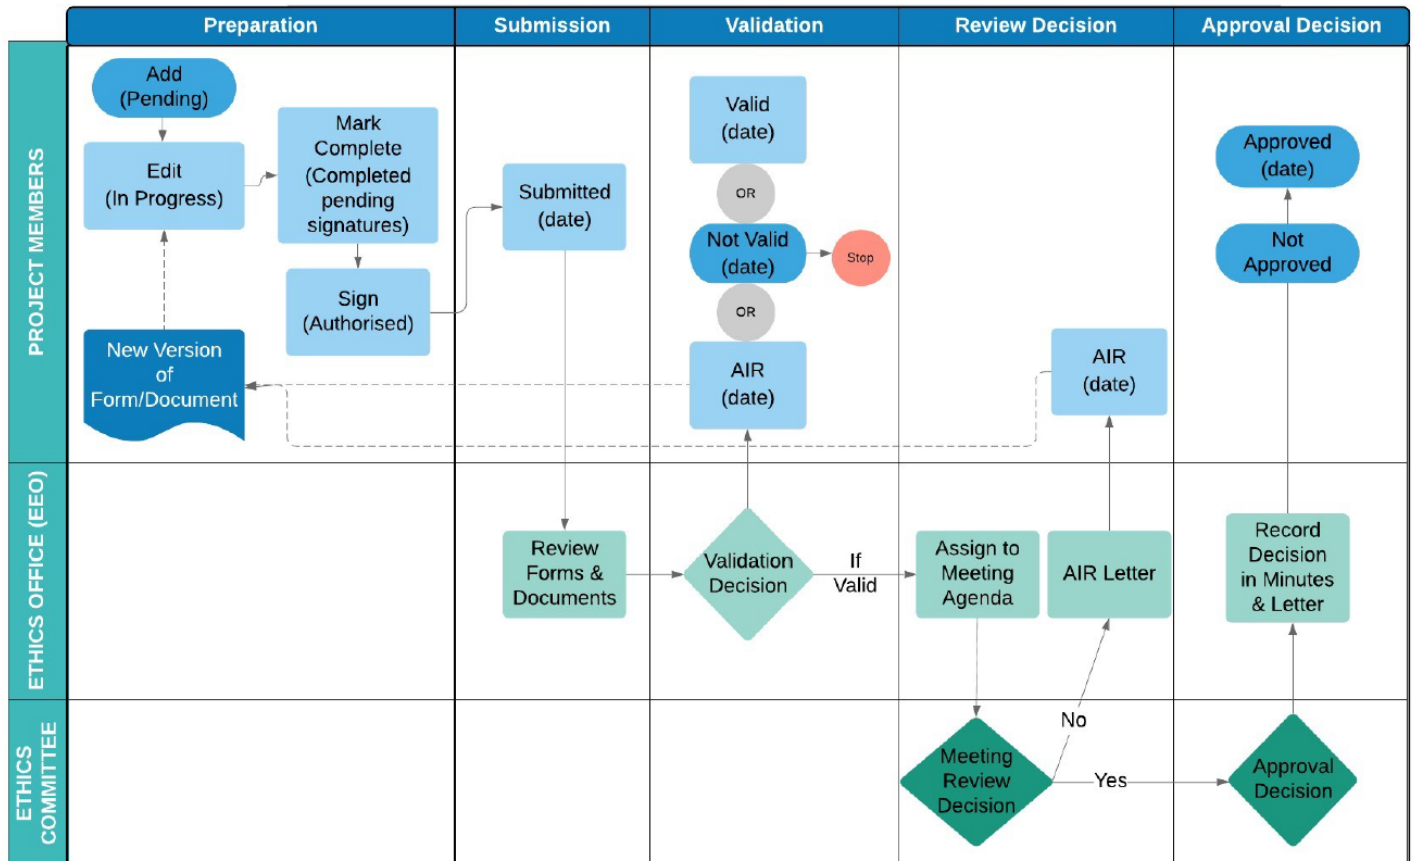 Preparation
Submission
Validation
Review Decision
Approval Decision
PROJECT MEMBERS
Add
(Pending)
Edit
(In Progress)
Mark
Complete
(Completed
pending
signatures)
Sign
(Authorised)
New Version
of
Form/Document
Submitted
(date)
Valid
(date)
OR
Not Valid
(date)
Stop
OR
AIR
(date)
AIR
(date)
Approved
(date)
Not
Approved
ETHICS OFFICE (EEO)
Review
Forms &
Documents
Validation
Decision
If
Valid
Assign to
Meeting
Agenda
AIR Letter
Record
Decision
in Minutes
& Letter
ETHICS
COMMITTEE
Meeting
Review
Decision
No
Yes
Approval
Decision